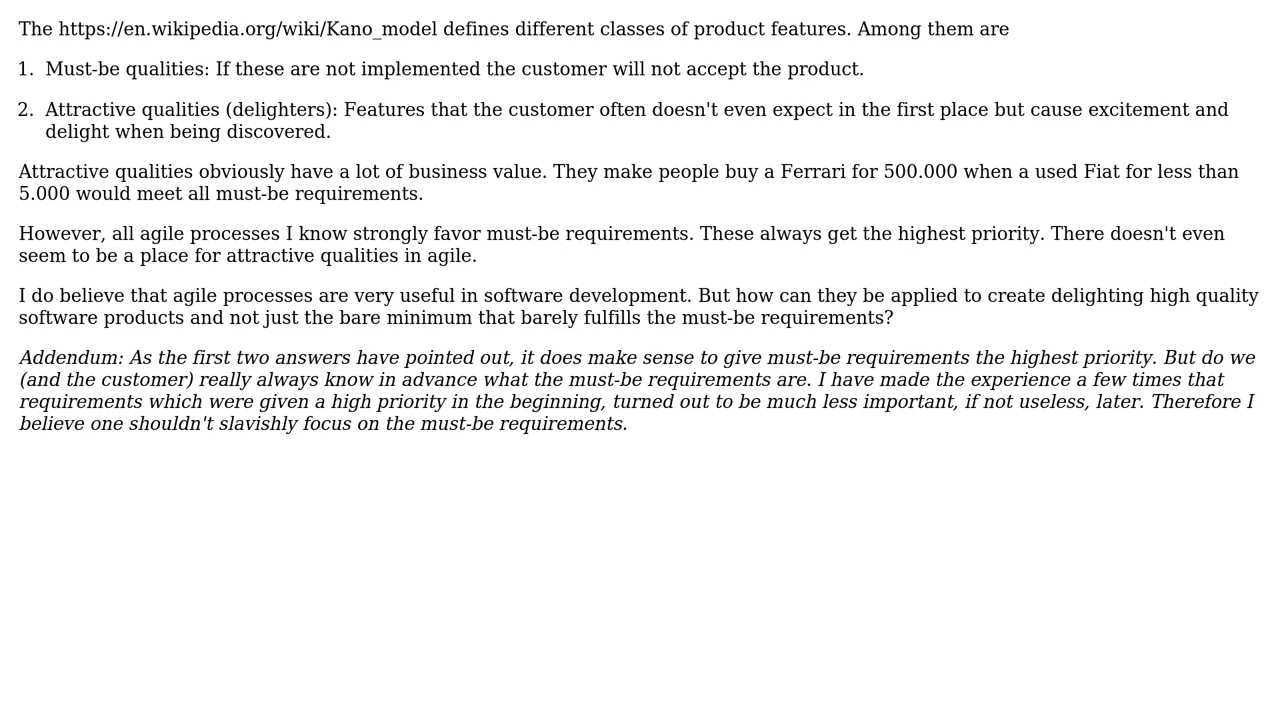 The https://en.wikipedia.org/wiki/Kano_model defines different classes of product features. Among them are
1. Must-be qualities: If these are not implemented the customer will not accept the product.
2. Attractive qualities (delighters): Features that the customer often doesn't even expect in the first place but cause excitement and
delight when being discovered.
Attractive qualities obviously have a lot of business value. They make people buy a Ferrari for 500.000 when a used Fiat for less than
5.000 would meet all must-be requirements.
However, all agile processes I know strongly favor must-be requirements. These always get the highest priority. There doesn't even
seem to be a place for attractive qualities in agile.
I do believe that agile processes are very useful in software development. But how can they be applied to create delighting high quality
software products and not just the bare minimum that barely fulfills the must-be requirements?
Addendum: As the first two answers have pointed out, it does make sense to give must-be requirements the highest priority. But do we
(and the customer) really always know in advance what the must-be requirements are. I have made the experience a few times that
requirements which were given a high priority in the beginning, turned out to be much less important, if not useless, later. Therefore I
believe one shouldn't slavishly focus on the must-be requirements.